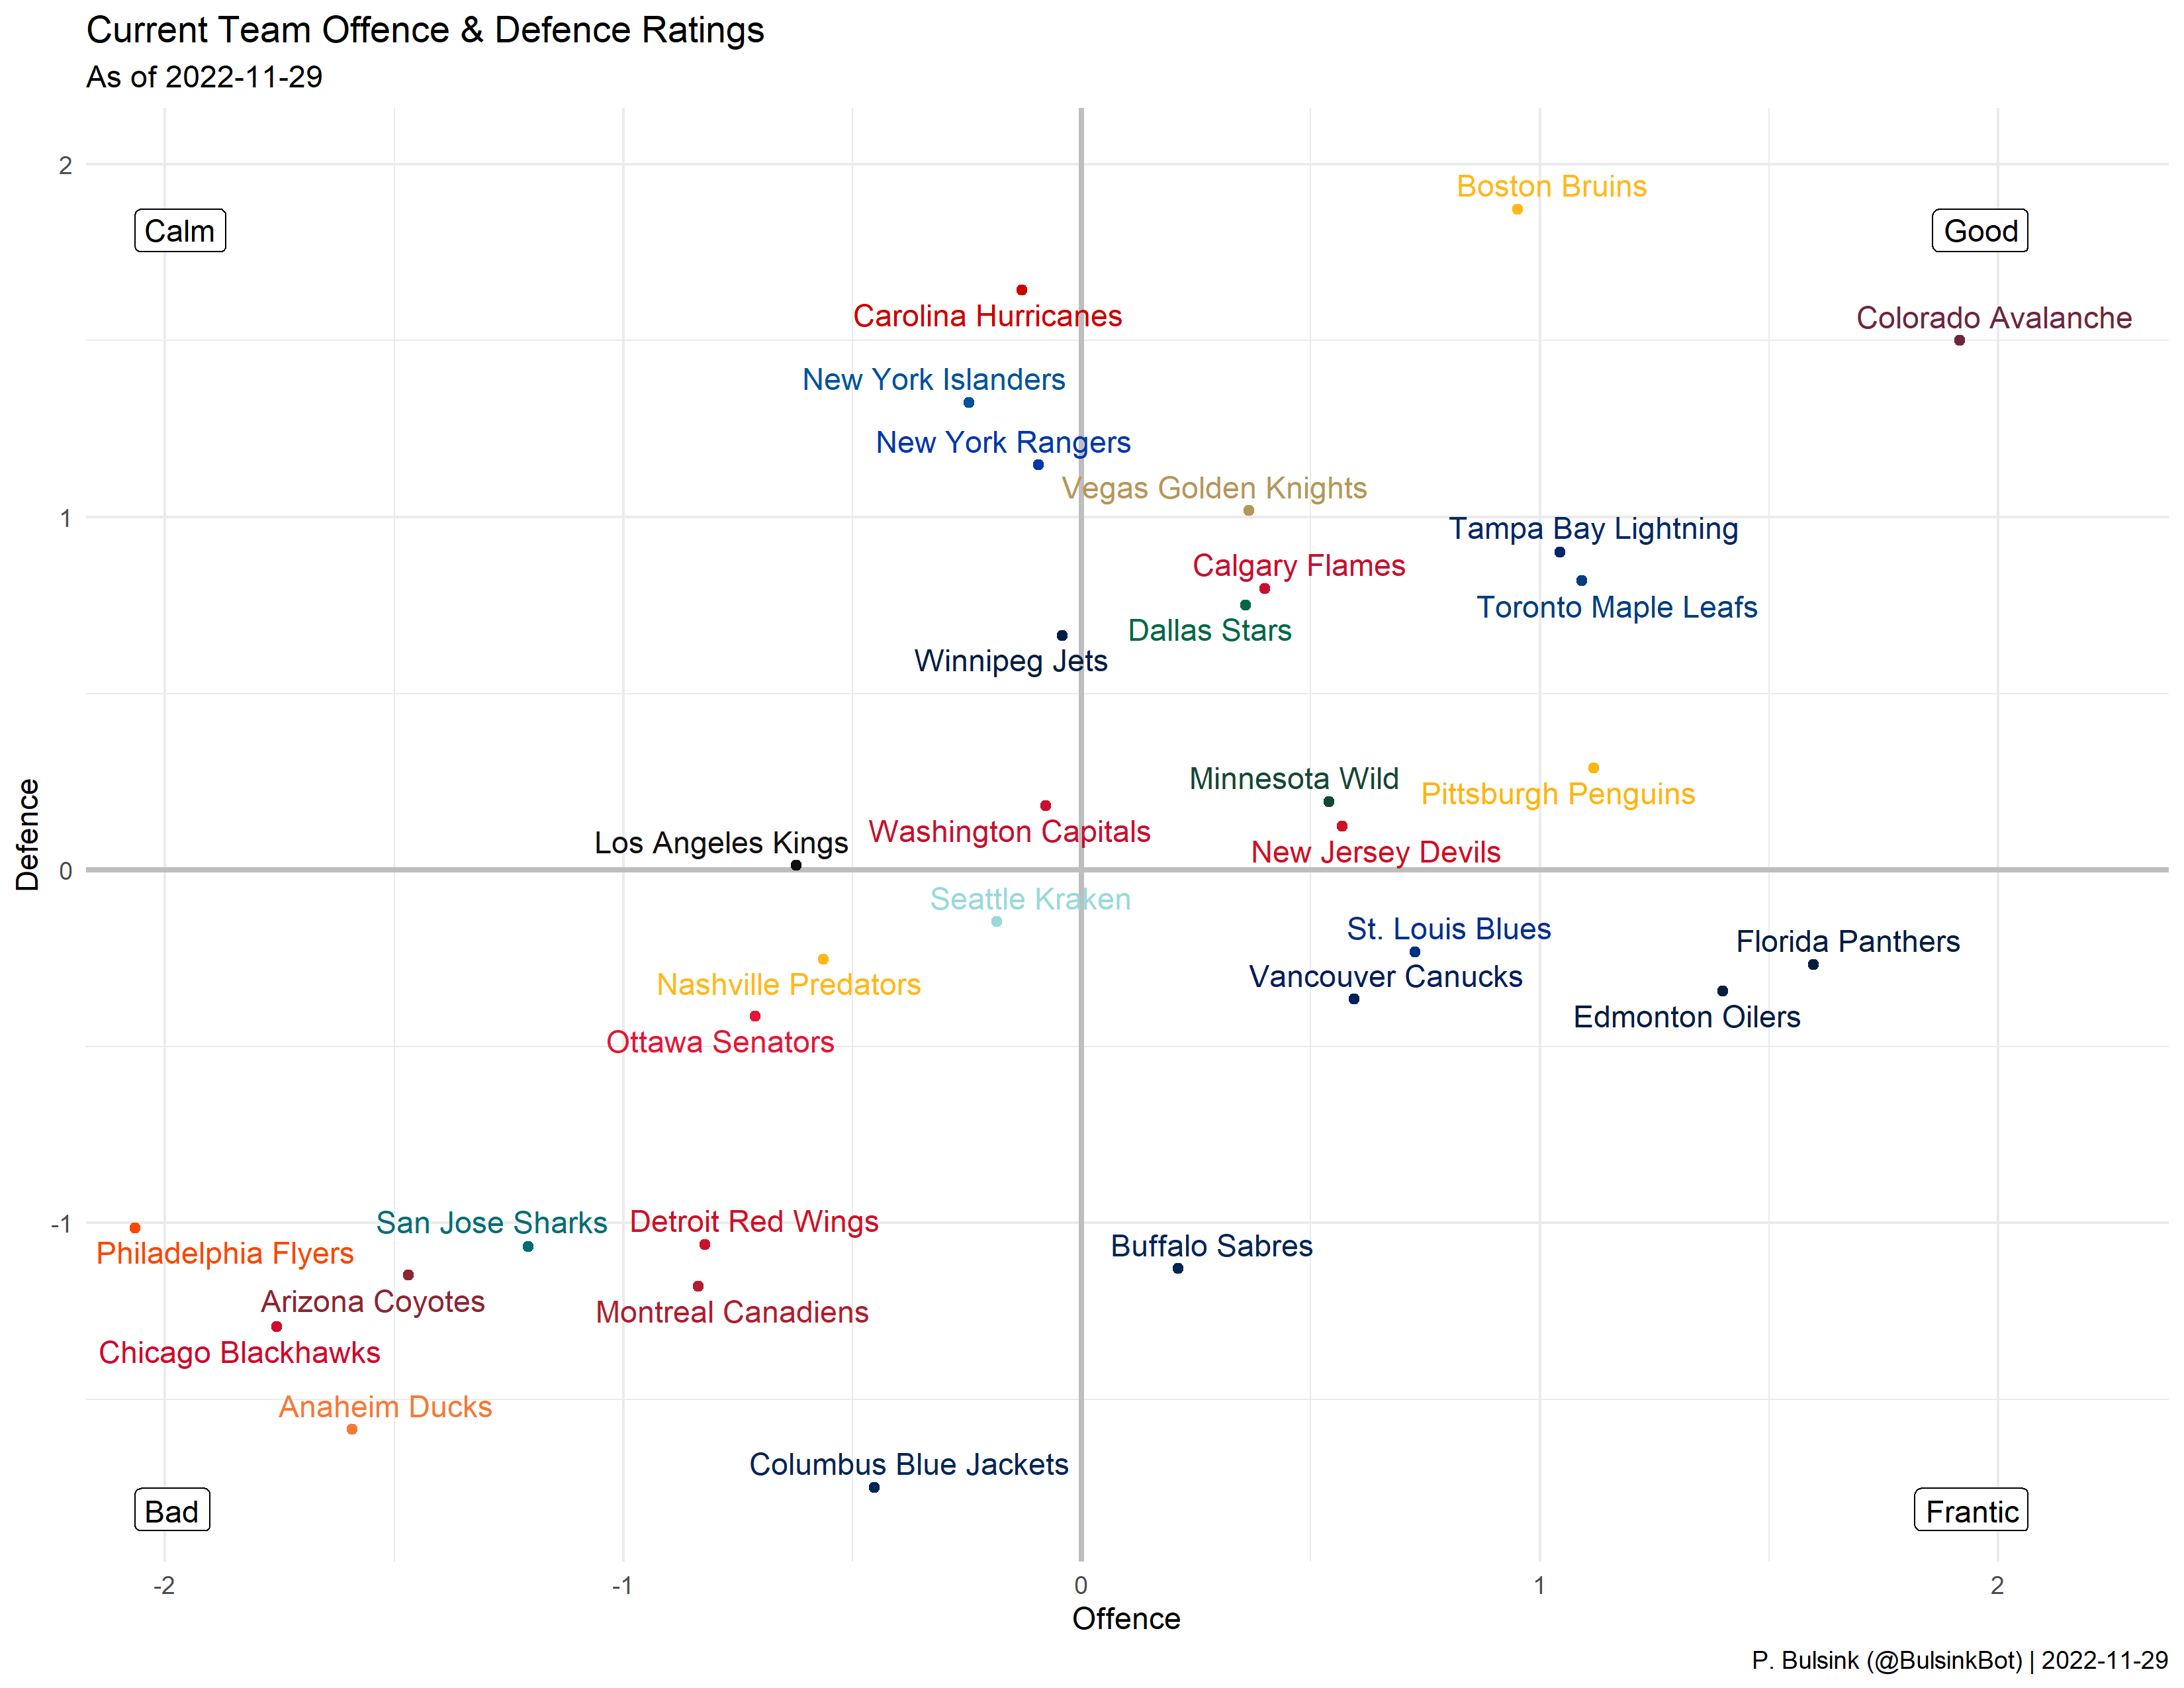 Current Team Offence & Defence Ratings
As of 2022-11-29
2
Boston Bruins
Calm
Good
Carolina Hurricanes
Colorado Avalanche
New York Islanders
New York Rangers
Vegas Golden Knights
1
Tampa Bay Lightning
Calgary Flames
Toronto Maple Leafs
Dallas Stars
Winnipeg Jets
Minnesota Wild
Pittsburgh Penguins
Washington Capitals
Los Angeles Kings
New Jersey Devils
Defence
0
Seattle Kraken
St. Louis Blues
Florida Panthers
Vancouver Canucks
Nashville Predators
Edmonton Oilers
Ottawa Senators
-1
San Jose Sharks
Detroit Red Wings
Buffalo Sabres
Philadelphia Flyers
Arizona Coyotes
Montreal Canadiens
Chicago Blackhawks
Anaheim Ducks
Columbus Blue Jackets
Bad
Frantic
-2
-1
0
1
2
Offence
P. Bulsink (@BulsinkBot) | 2022-11-29